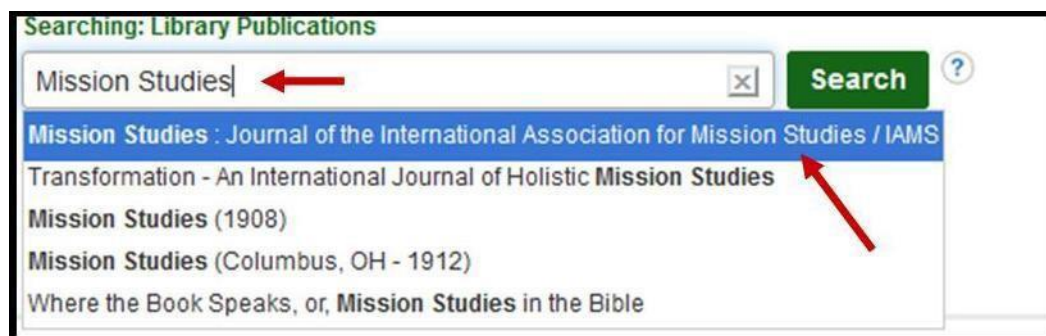 Searching: Library Publications
Mission Studies x Search ?
Mission Studies : Journal of the International Association for Mission Studies / IAMS
Transformation - An International Journal of Holistic Mission Studies
Mission Studies (1908)
Mission Studies (Columbus, OH - 1912)
Where the Book Speaks, or, Mission Studies in the Bible